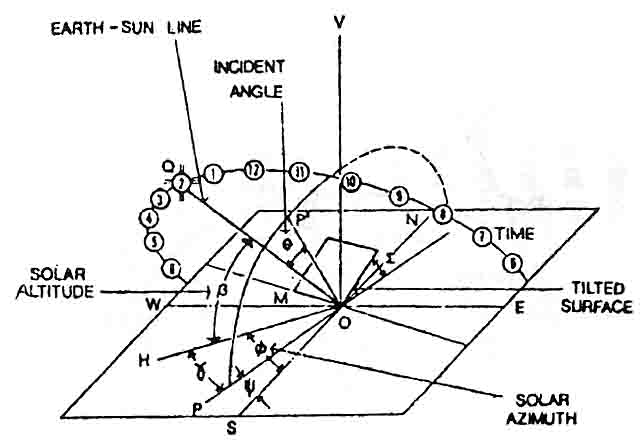 V
EARTH-SUN LINE
INCIDENT
ANGLE
Q
1
12
11
10
9
8
7
6
2
3
4
5
6
TIME
P'
N
θ
Σ
SOLAR
ALTITUDE
β
M
W
O
E
TILTED
SURFACE
H
ϕ
γ
ψ
P
S
SOLAR
AZIMUTH